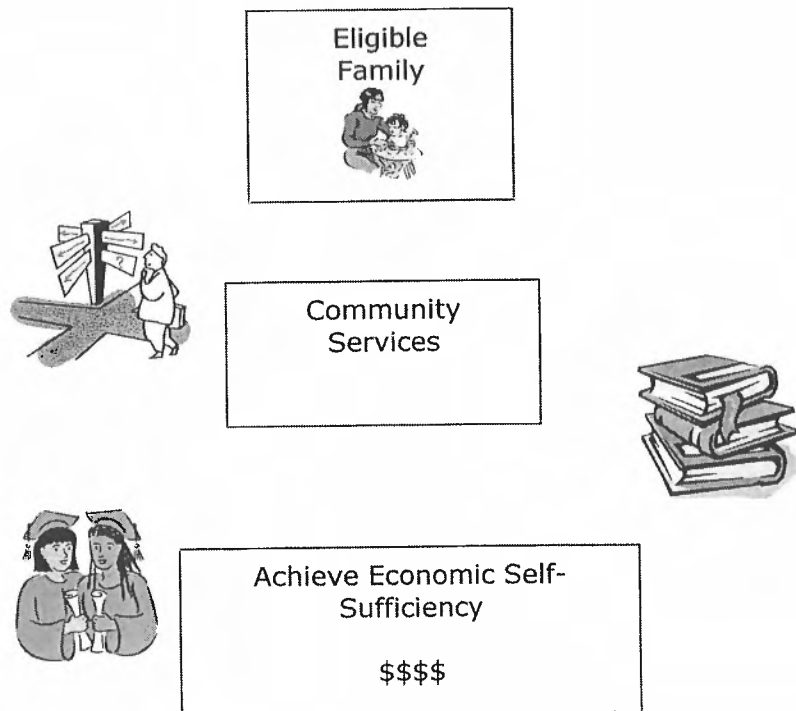 Eligible
Family
?
Community
Services
Achieve Economic Self-
Sufficiency
$$$$